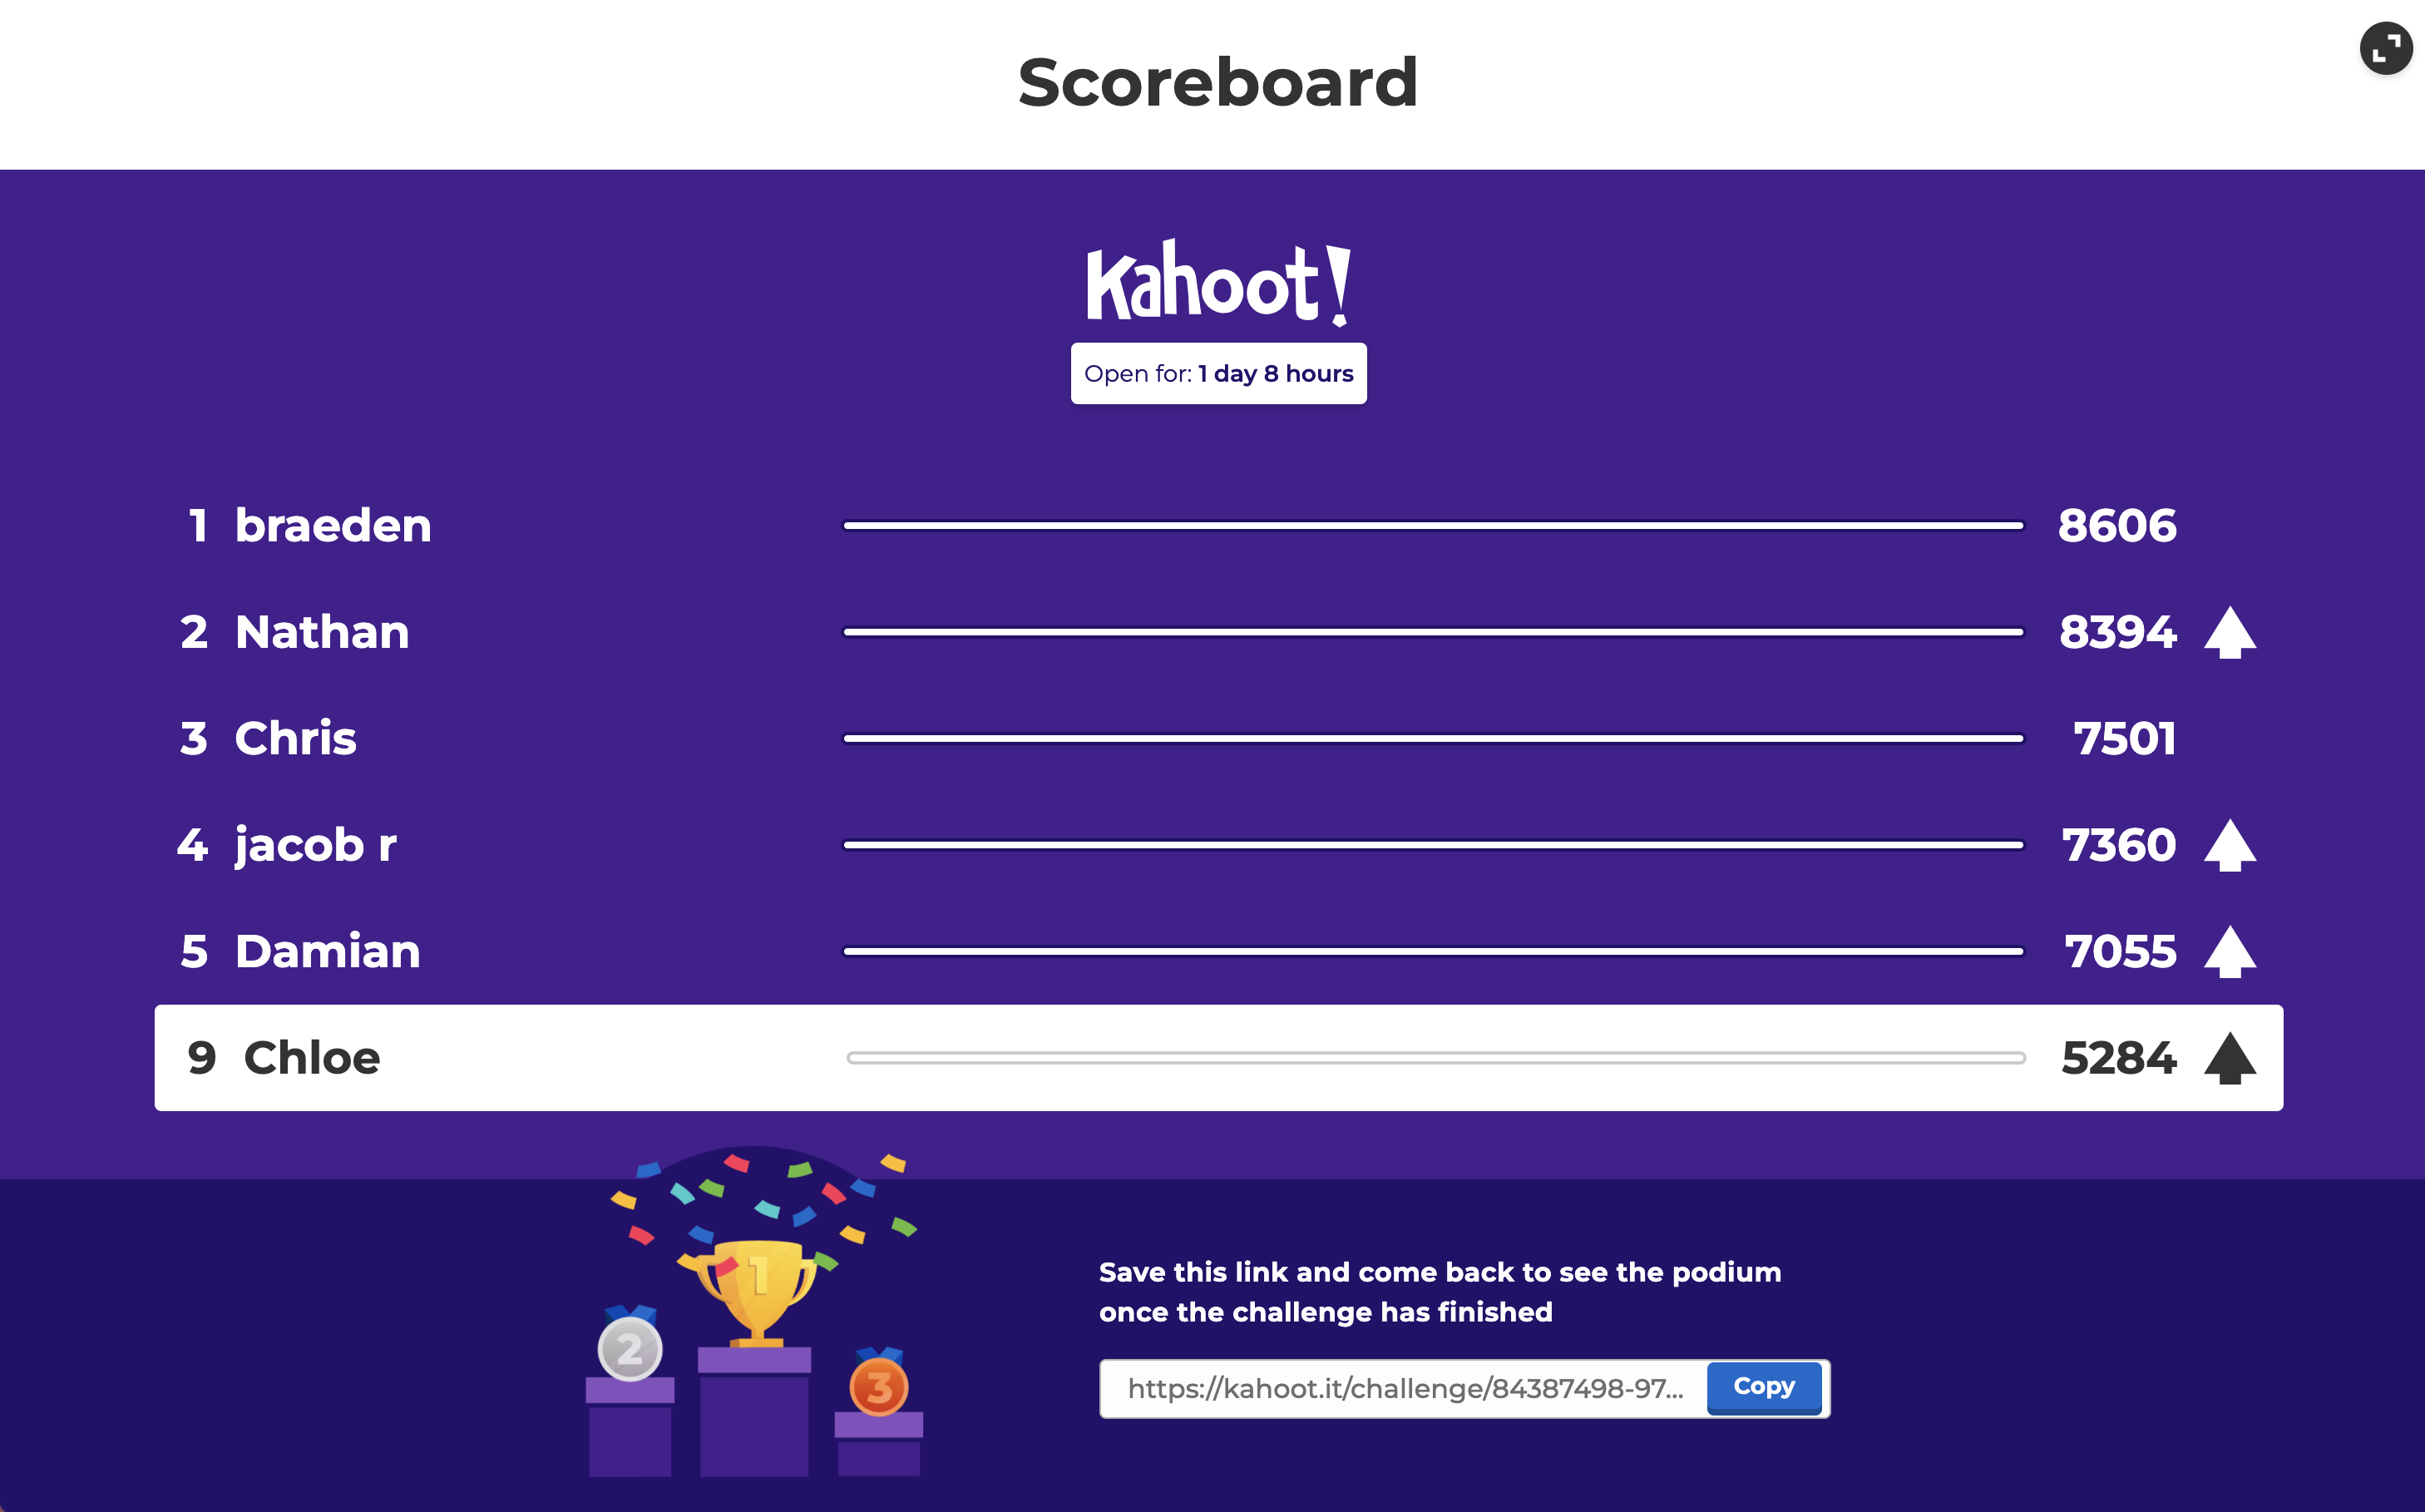 Scoreboard
Kahoot!
Open for: 1 day 8 hours
1 braeden 8606
2 Nathan 8394
3 Chris 7501
4 jacob r 7360
5 Damian 7055
9 Chloe 5284
1
2
3
Save this link and come back to see the podium
once the challenge has finished
https://kahoot.it/challenge/84387498-97... Copy